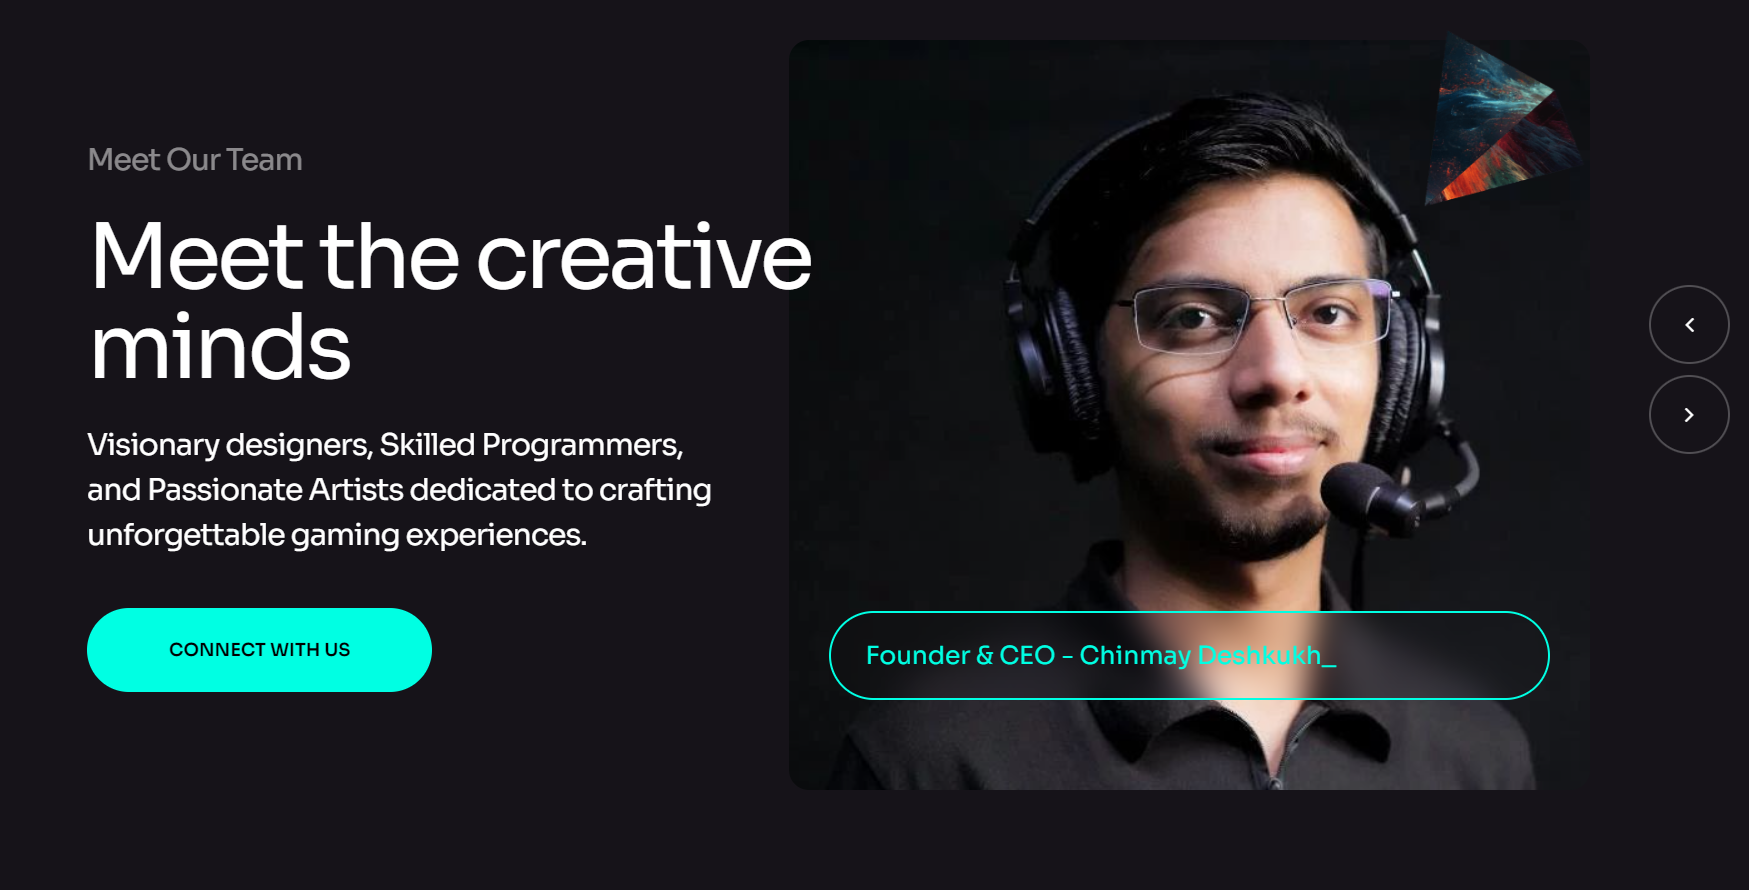 Meet Our Team
Meet the creative
minds
Visionary designers, Skilled Programmers,
and Passionate Artists dedicated to crafting
unforgettable gaming experiences.
CONNECT WITH US
Founder & CEO - Chinmay Deshkukh_